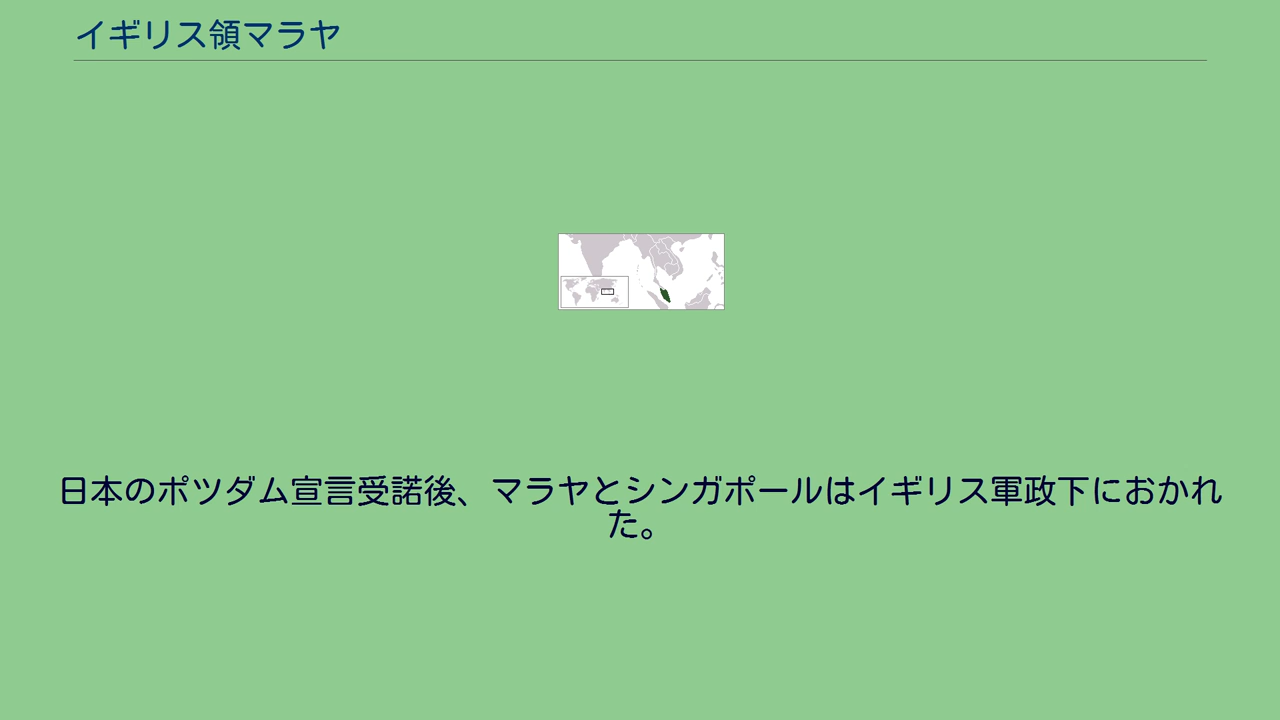 イギリス領マラヤ
日本のポツダム宣言受諾後、マラヤとシンガポールはイギリス軍政下におかれ
た。